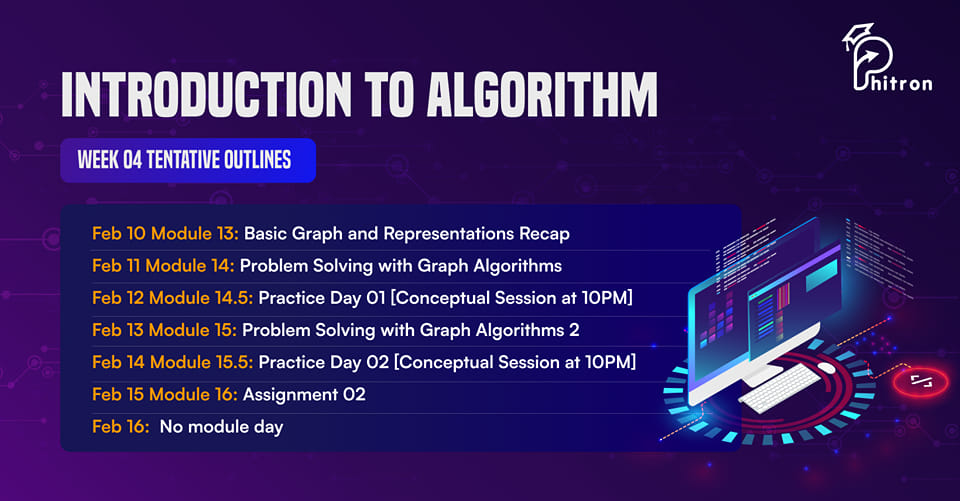 Phitron
INTRODUCTION TO ALGORITHM
WEEK 04 TENTATIVE OUTLINES
Feb 10 Module 13: Basic Graph and Representations Recap
Feb 11 Module 14: Problem Solving with Graph Algorithms
Feb 12 Module 14.5: Practice Day 01 [Conceptual Session at 10PM]
Feb 13 Module 15: Problem Solving with Graph Algorithms 2
Feb 14 Module 15.5: Practice Day 02 [Conceptual Session at 10PM]
Feb 15 Module 16: Assignment 02
Feb 16: No module day